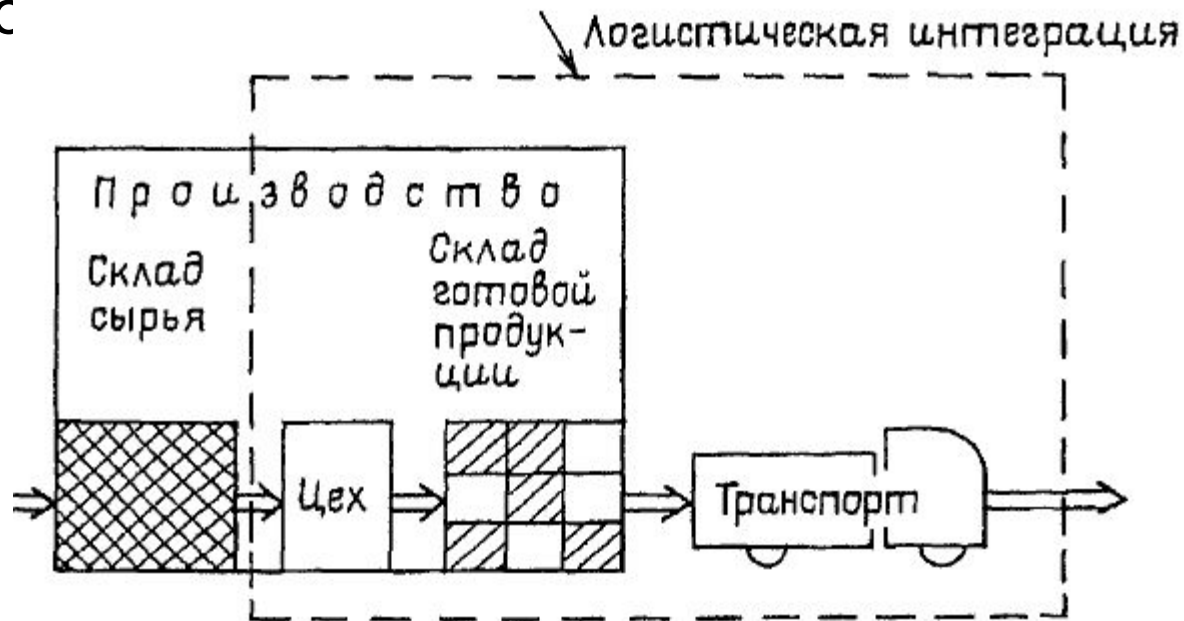 с
Логистическая интеграция
Производство
Склад
сырья
Склад
готовой
продук-
ции
Цех
Транспорт